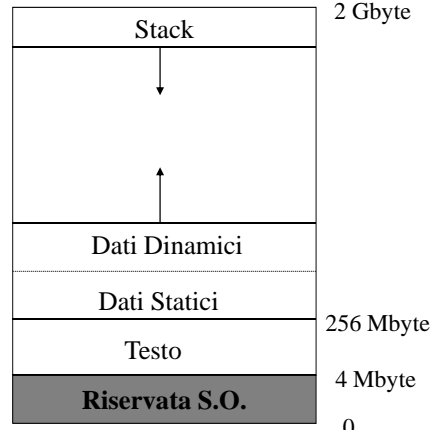 2 Gbyte
Stack
Dati Dinamici
Dati Statici
256 Mbyte
Testo
4 Mbyte
Riservata S.O.
0